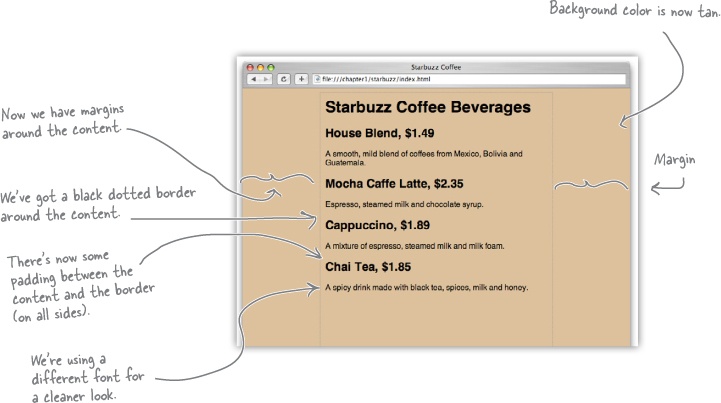 Background color is now tan.
Starbuzz Coffee
file:///chapter1/starbuzz/index.html
Now we have margins
around the content.
Starbuzz Coffee Beverages
House Blend, $1.49
A smooth, mild blend of coffees from Mexico, Bolivia and
Guatemala.
Margin
Mocha Caffe Latte, $2.35
We've got a black dotted border
around the content.
Espresso, steamed milk and chocolate syrup.
Cappuccino, $1.89
A mixture of espresso, steamed milk and milk foam.
There's now some
padding between the
content and the border
(on all sides).
Chai Tea, $1.85
A spicy drink made with black tea, spices, milk and honey.
We're using a
different font for
a cleaner look.